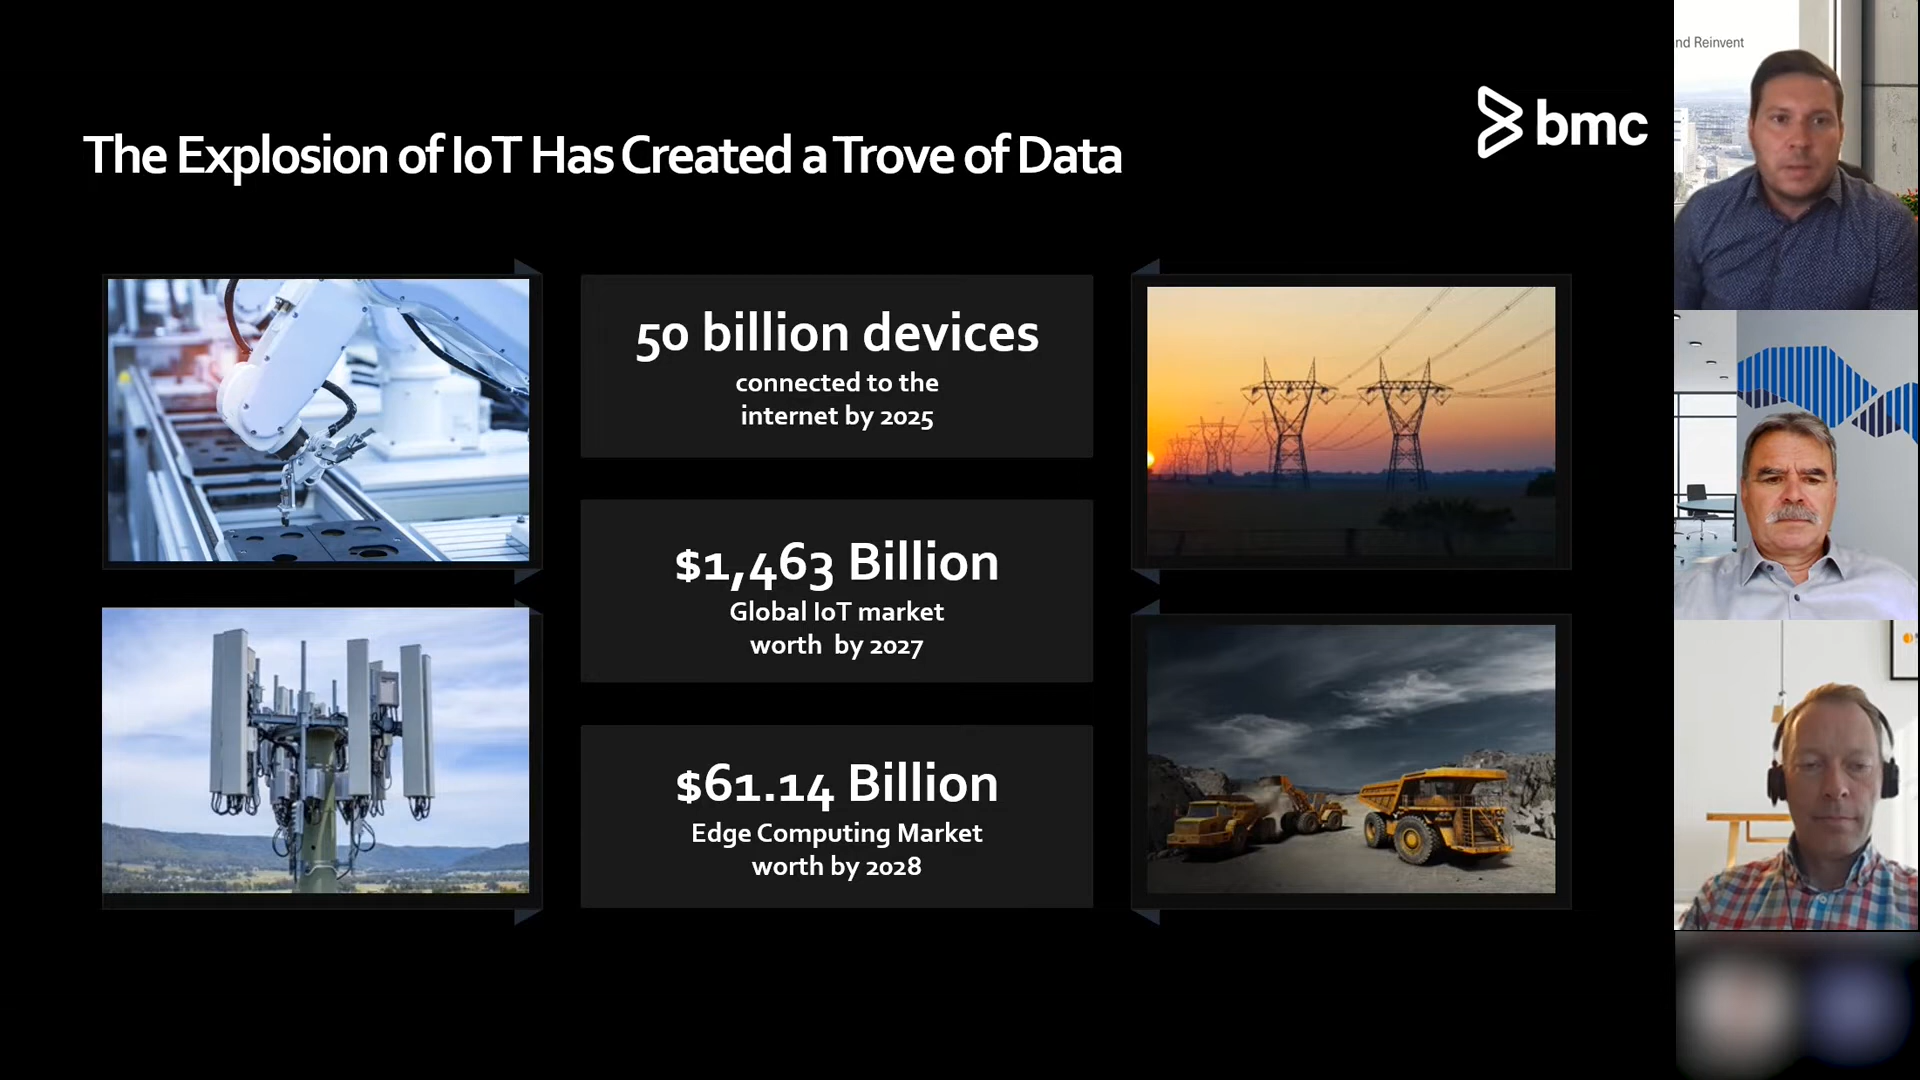 nd Reinvent
bmc
The Explosion of IoT Has Created a Trove of Data
50 billion devices
connected to the
internet by 2025
$1,463 Billion
Global IoT market
worth by 2027
$61.14 Billion
Edge Computing Market
worth by 2028